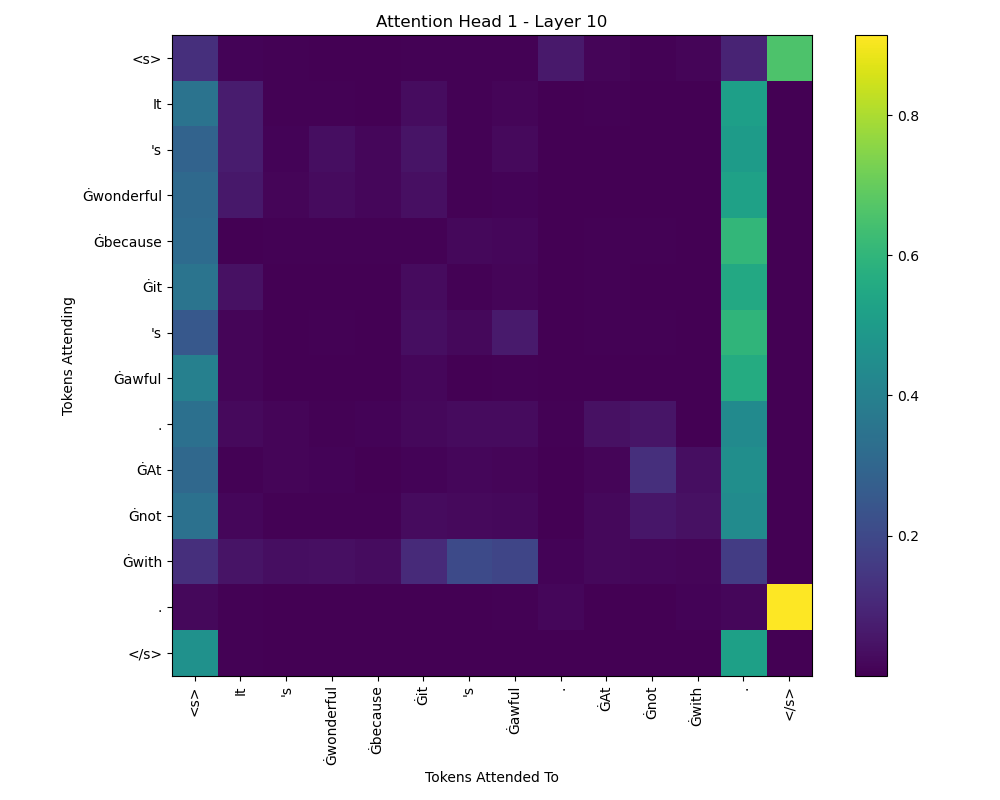 Attention Head 1 - Layer 10
<s>
It
's
Ġwonderful
Ġbecause
Ġit
's
Ġawful
.
ĠAt
Ġnot
Ġwith
.
</s>
Tokens Attending
<s>
It
's
Ġwonderful
Ġbecause
Ġit
's
Ġawful
.
ĠAt
Ġnot
Ġwith
.
</s>
Tokens Attended To
0.8
0.6
0.4
0.2